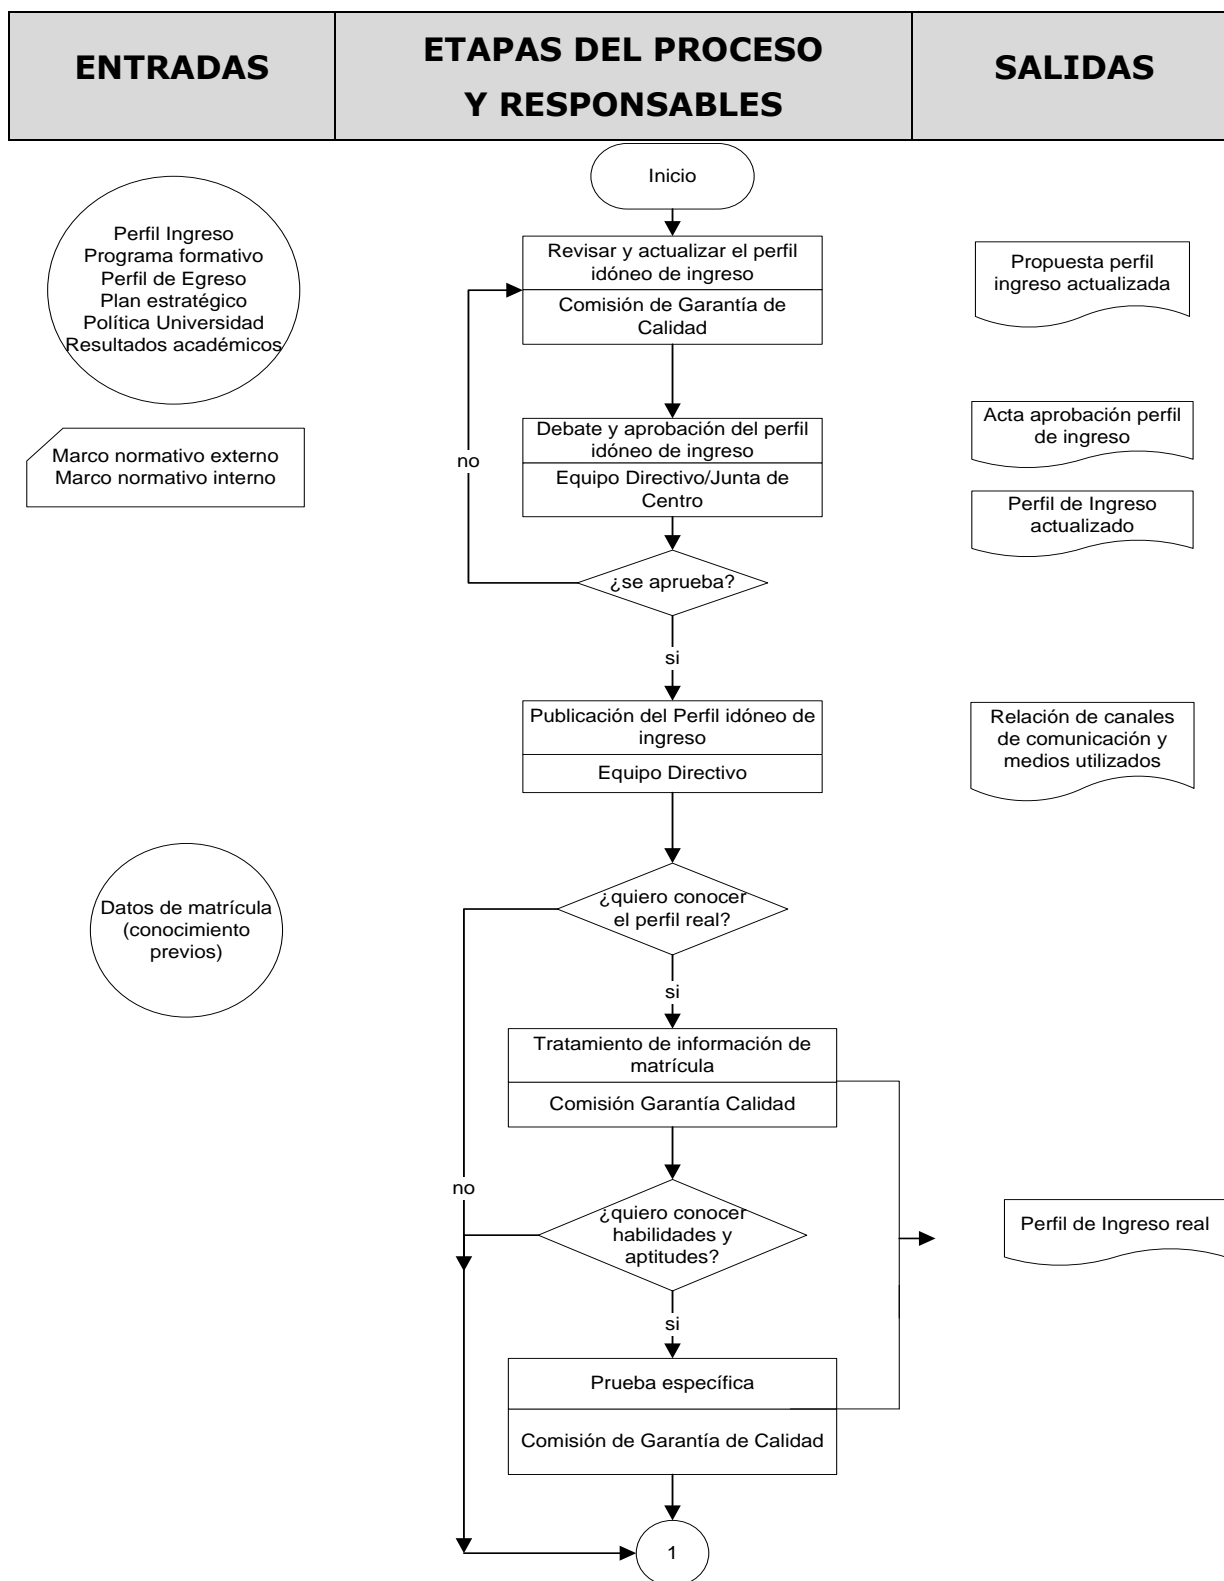 ENTRADAS
ETAPAS DEL PROCESO
Y RESPONSABLES
SALIDAS
Inicio
Perfil Ingreso
Programa formativo
Perfil de Egreso
Plan estratégico
Política Universidad
Resultados académicos
Revisar y actualizar el perfil
idóneo de ingreso
Comisión de Garantía de
Calidad
Propuesta perfil
ingreso actualizada
Marco normativo externo
Marco normativo interno
no
Debate y aprobación del perfil
idóneo de ingreso
Equipo Directivo/Junta de
Centro
Acta aprobación perfil
de ingreso
Perfil de Ingreso
actualizado
¿se aprueba?
si
Publicación del Perfil idóneo de
ingreso
Equipo Directivo
Relación de canales
de comunicación y
medios utilizados
Datos de matrícula
(conocimiento
previos)
¿quiero conocer
el perfil real?
si
Tratamiento de información de
matrícula
Comisión Garantía Calidad
no
¿quiero conocer
habilidades y
aptitudes?
Perfil de Ingreso real
si
Prueba específica
Comisión de Garantía de Calidad
1